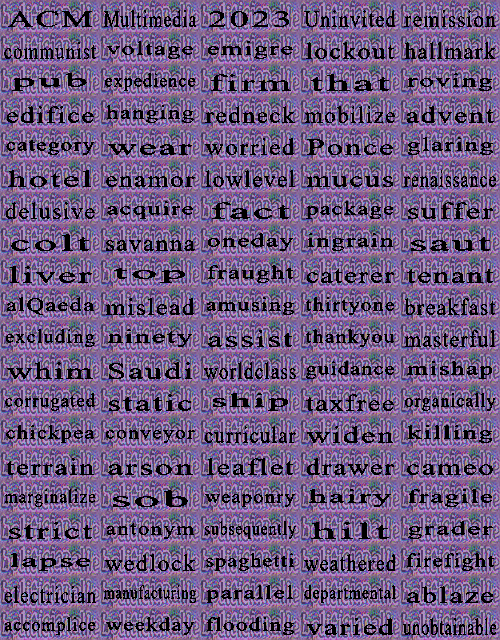 ACM Multimedia 2023 Uninvited remission
communist voltage emigre lockout hallmark
pub expedience firm that roving
edifice hanging redneck mobilize advent
category wear worried Ponce glaring
hotel enamor lowlevel mucus renaissance
delusive acquire fact package suffer
colt savanna oneday ingrain saut
liver top fraught caterer tenant
alQaeda mislead amusing thirtyone breakfast
excluding ninety assist thankyou masterful
whim Saudi worldclass guidance mishap
corrugated static ship taxfree organically
chickpea conveyor curricular widen killing
terrain arson leaflet drawer cameo
marginalize sob weaponry hairy fragile
strict antonym subsequently hilt grader
lapse wedlock spaghetti weathered firefight
electrician manufacturing parallel departmental ablaze
accomplice weekday flooding varied unobtainable